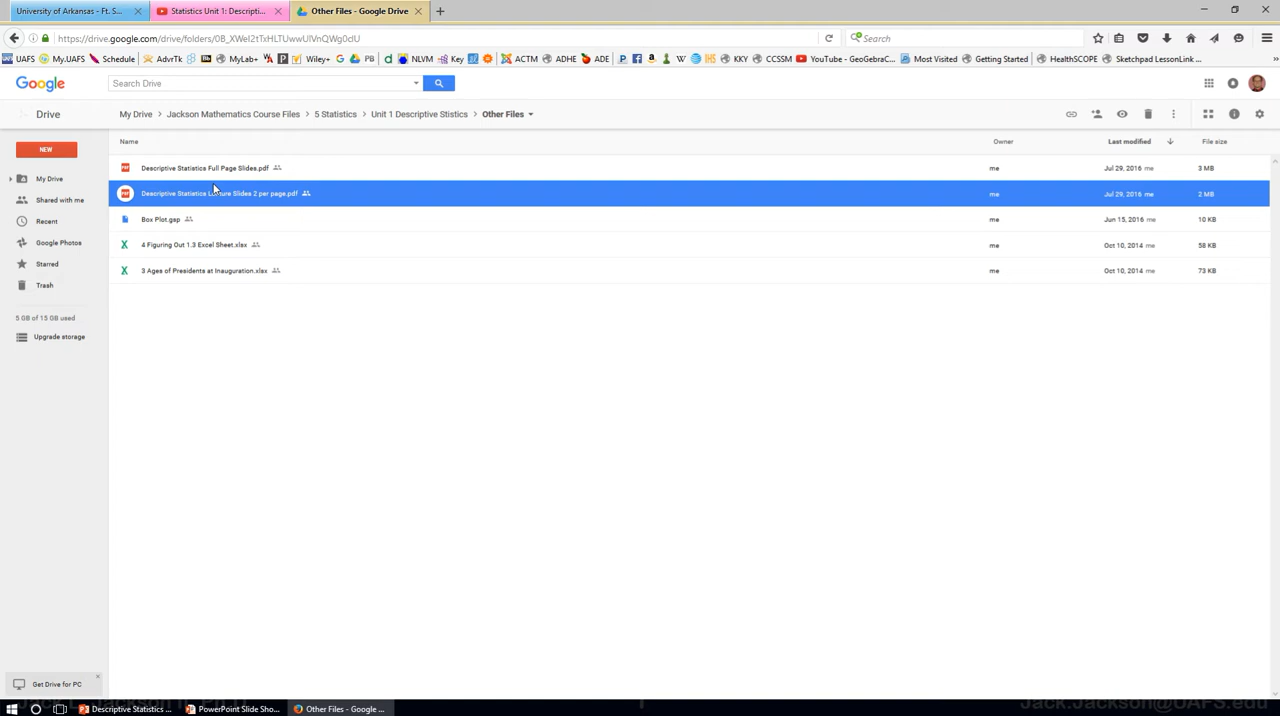 University of Arkansas - Ft. S... Statistics Unit 1: Descripti... Other Files - Google Drive
https://drive.google.com/drive/folders/
Search
UAFS My.UAFS Schedule AdvrTk MyLab+ Wiley+ PB NLVM Key ACTM ADHE ADE KKY CCSSM YouTube - GeoGebraC... Most Visited Getting Started HealthSCOPE Sketchpad LessonLink ...
Google Search Drive
Drive My Drive > Jackson Mathematics Course Files > 5 Statistics > Unit 1 Descriptive Stistics > Other Files
Name Owner Last modified File size
NEW
Descriptive Statistics Full Page Slides.pdf me Jul 29, 2016 me 3 MB
Descriptive Statistics Slides 2 per page.pdf me Jul 29, 2016 me 2 MB
Box Plot.gsp me Jun 15, 2016 me 10 KB
4 Figuring Out 1.3 Excel Sheet.xlsx me Oct 10, 2014 me 58 KB
3 Ages of Presidents at Inauguration.xlsx me Oct 10, 2014 me 73 KB
My Drive
Shared with me
Recent
Google Photos
Starred
Trash
5 GB of 15 GB used
Upgrade storage
Get Drive for PC
Descriptive Statistics ... PowerPoint Slide Sho... Other Files - Google ...
Jack.Jackson@UAFS.edu